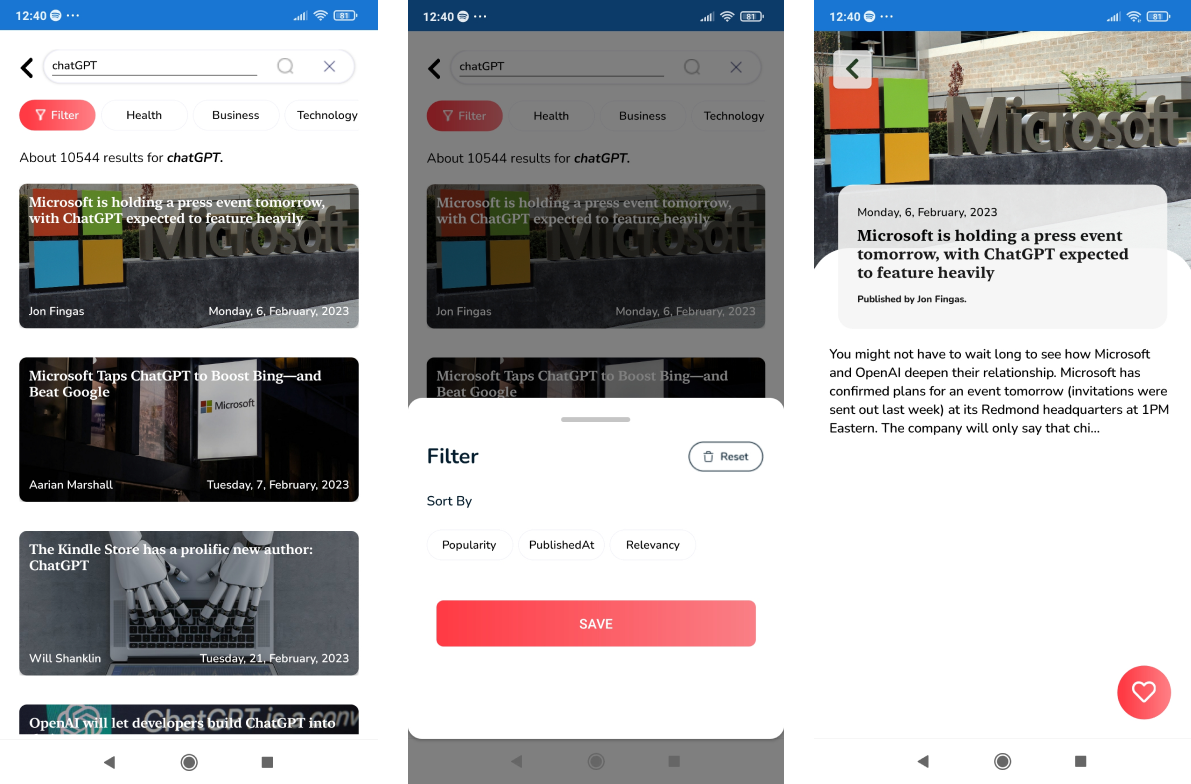 12:40
81
chatGPT
Filter
Health
Business
Technology
About 10544 results for chatGPT.
Microsoft is holding a press event tomorrow,
with ChatGPT expected to feature heavily
Microsoft
Jon Fingas
Monday, 6, February, 2023
Microsoft Taps ChatGPT to Boost Bing—and
Beat Google
Microsoft
Aarian Marshall
Tuesday, 7, February, 2023
The Kindle Store has a prolific new author:
ChatGPT
Will Shanklin
Tuesday, 21, February, 2023
OpenAI will let developers build ChatGPT into
ChatGPT is a conv
12:40
81
chatGPT
Filter
Health
Business
Technology
About 10544 results for chatGPT.
Microsoft is holding a press event tomorrow,
with ChatGPT expected to feature heavily
Microsoft
Jon Fingas
Monday, 6, February, 2023
Microsoft Taps ChatGPT to Boost Bing—and
Beat Google
Filter
Reset
Sort By
Popularity
PublishedAt
Relevancy
SAVE
12:40
81
Microsoft
Monday, 6, February, 2023
Microsoft is holding a press event
tomorrow, with ChatGPT expected
to feature heavily
Published by Jon Fingas.
You might not have to wait long to see how Microsoft
and OpenAI deepen their relationship. Microsoft has
confirmed plans for an event tomorrow (invitations were
sent out last week) at its Redmond headquarters at 1PM
Eastern. The company will only say that chi...